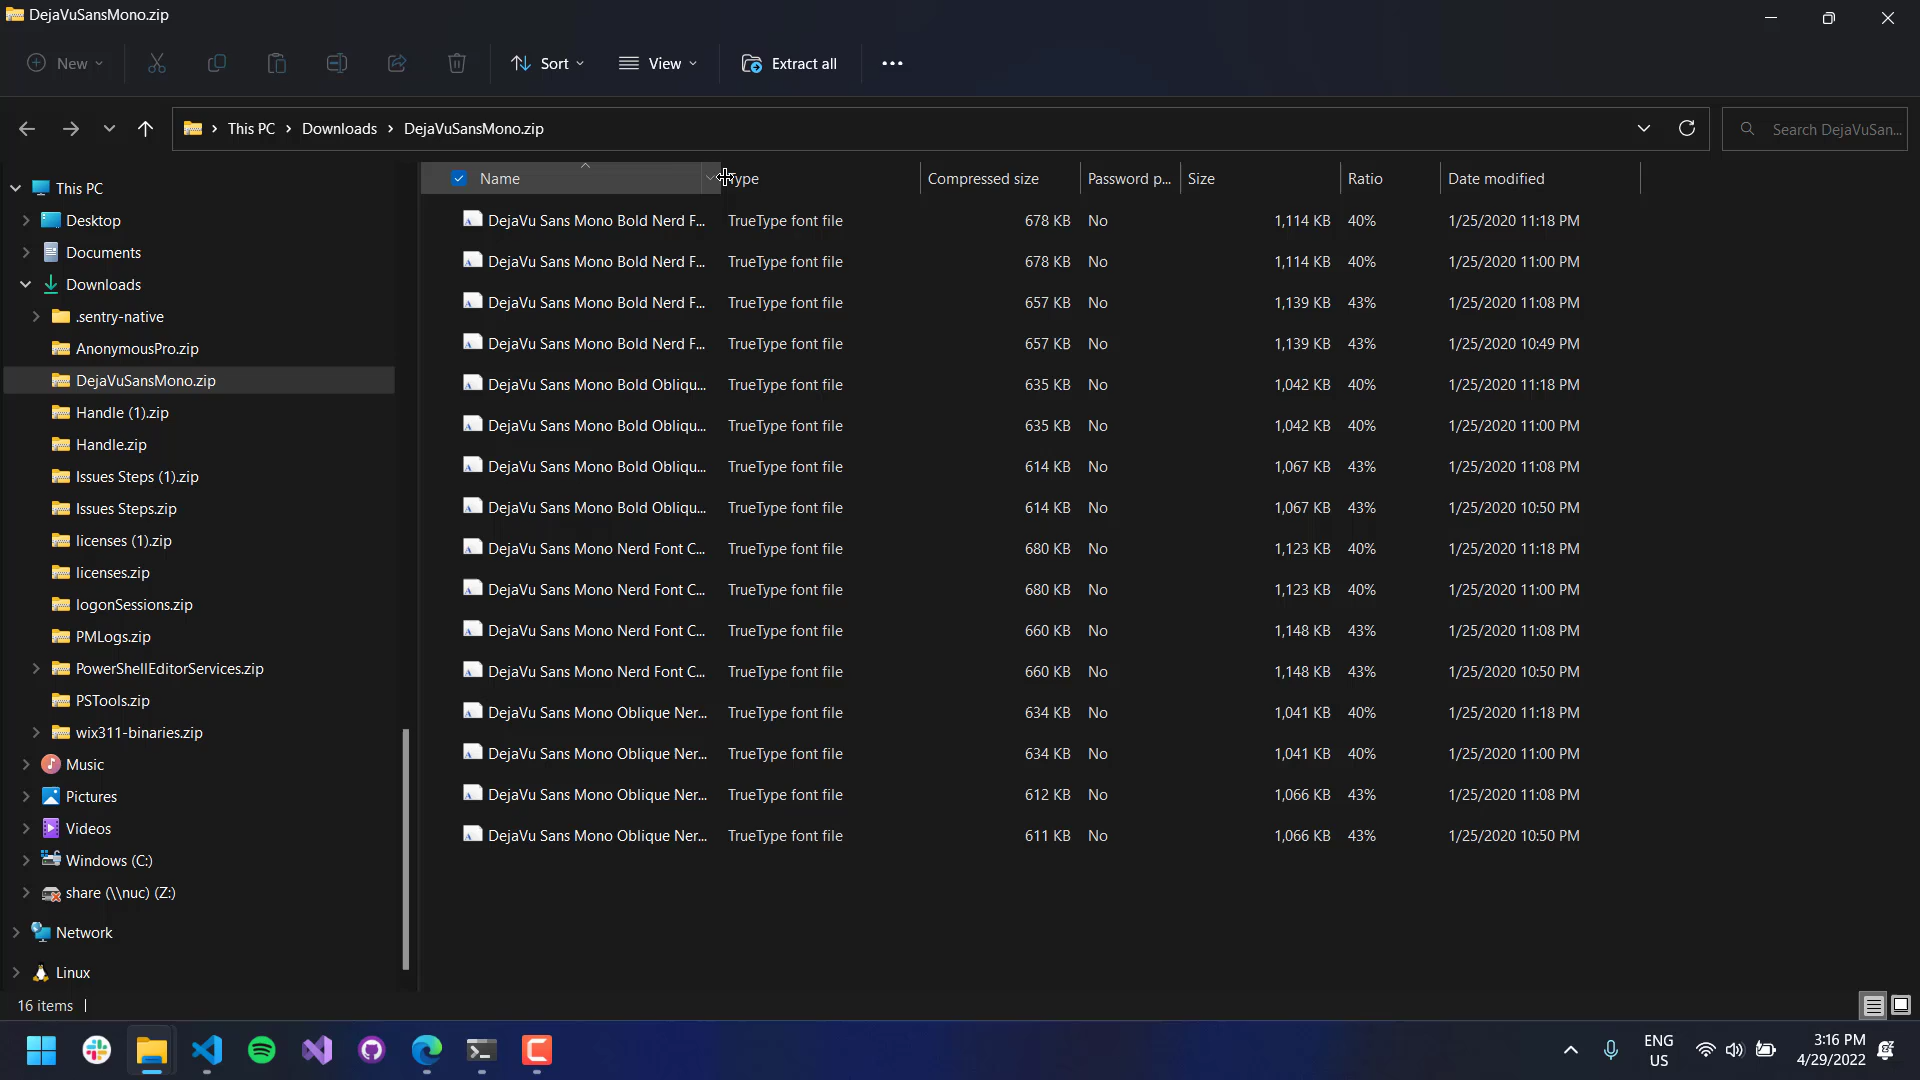 DejaVuSansMono.zip
New
Sort
View
Extract all
This PC
Downloads
DejaVuSansMono.zip
Search DejaVuSan...
This PC
Desktop
Documents
Downloads
.sentry-native
AnonymousPro.zip
DejaVuSansMono.zip
Handle (1).zip
Handle.zip
Issues Steps (1).zip
Issues Steps.zip
licenses (1).zip
licenses.zip
logonSessions.zip
PMLogs.zip
PowerShellEditorServices.zip
PSTools.zip
wix311-binaries.zip
Music
Pictures
Videos
Windows (C:)
share (\\nuc) (Z:)
Network
Linux
Name Type Compressed size Password p... Size Ratio Date modified
DejaVu Sans Mono Bold Nerd F... TrueType font file 678 KB No 1,114 KB 40% 1/25/2020 11:18 PM
DejaVu Sans Mono Bold Nerd F... TrueType font file 678 KB No 1,114 KB 40% 1/25/2020 11:00 PM
DejaVu Sans Mono Bold Nerd F... TrueType font file 657 KB No 1,139 KB 43% 1/25/2020 11:08 PM
DejaVu Sans Mono Bold Nerd F... TrueType font file 657 KB No 1,139 KB 43% 1/25/2020 10:49 PM
DejaVu Sans Mono Bold Obliqu... TrueType font file 635 KB No 1,042 KB 40% 1/25/2020 11:18 PM
DejaVu Sans Mono Bold Obliqu... TrueType font file 635 KB No 1,042 KB 40% 1/25/2020 11:00 PM
DejaVu Sans Mono Bold Obliqu... TrueType font file 614 KB No 1,067 KB 43% 1/25/2020 11:08 PM
DejaVu Sans Mono Bold Obliqu... TrueType font file 614 KB No 1,067 KB 43% 1/25/2020 10:50 PM
DejaVu Sans Mono Nerd Font C... TrueType font file 680 KB No 1,123 KB 40% 1/25/2020 11:18 PM
DejaVu Sans Mono Nerd Font C... TrueType font file 680 KB No 1,123 KB 40% 1/25/2020 11:00 PM
DejaVu Sans Mono Nerd Font C... TrueType font file 660 KB No 1,148 KB 43% 1/25/2020 11:08 PM
DejaVu Sans Mono Nerd Font C... TrueType font file 660 KB No 1,148 KB 43% 1/25/2020 10:50 PM
DejaVu Sans Mono Oblique Ner... TrueType font file 634 KB No 1,041 KB 40% 1/25/2020 11:18 PM
DejaVu Sans Mono Oblique Ner... TrueType font file 634 KB No 1,041 KB 40% 1/25/2020 11:00 PM
DejaVu Sans Mono Oblique Ner... TrueType font file 612 KB No 1,066 KB 43% 1/25/2020 11:08 PM
DejaVu Sans Mono Oblique Ner... TrueType font file 611 KB No 1,066 KB 43% 1/25/2020 10:50 PM
16 items
ENG
US
3:16 PM
4/29/2022